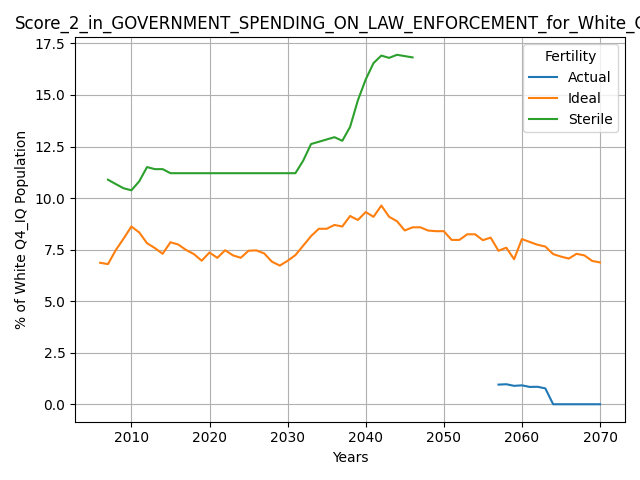 Score_2_in_GOVERNMENT_SPENDING_ON_LAW_ENFORCEMENT_for_White_
17.5
15.0
12.5
10.0
7.5
5.0
2.5
0.0
% of White Q4_IQ Population
Fertility
Actual
Ideal
Sterile
2010
2020
2030
2040
2050
2060
2070
Years